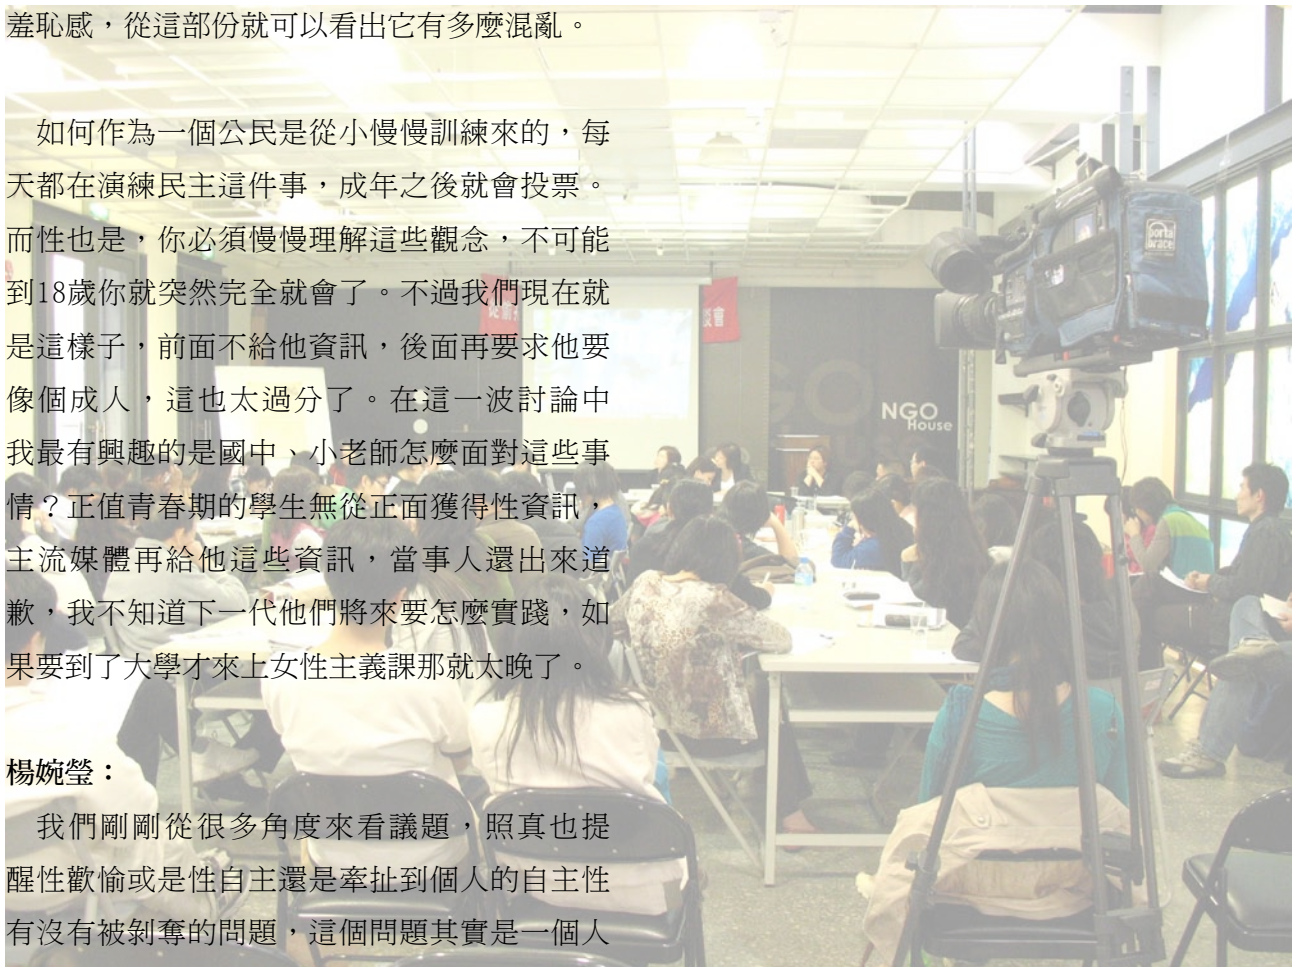 羞恥感，從這部份就可以看出它有多麼混亂。
如何作為一個公民是從小慢慢訓練來的，每
天都在演練民主這件事，成年之後就會投票。
而性也是，你必須慢慢理解這些觀念，不可能
到18歲你就突然完全就會了。不過我們現在就
是這樣子，前面不給他資訊，後面再要求他要
像個成人，這也太過分了。在這一波討論中
我最有興趣的是國中、小老師怎麼面對這些事
情？正值青春期的學生無從正面獲得性資訊，
主流媒體再給他這些資訊，當事人還出來道
歉，我不知道下一代他們將來要怎麼實踐，如
果要到了大學才來上女性主義課那就太晚了。
楊婉瑩：
我們剛剛從很多角度來看議題，照真也提
醒性歡愉或是性自主還是牽扯到個人的自主性
有沒有被剝奪的問題，這個問題其實是一個人
porta
brace
NGO
House